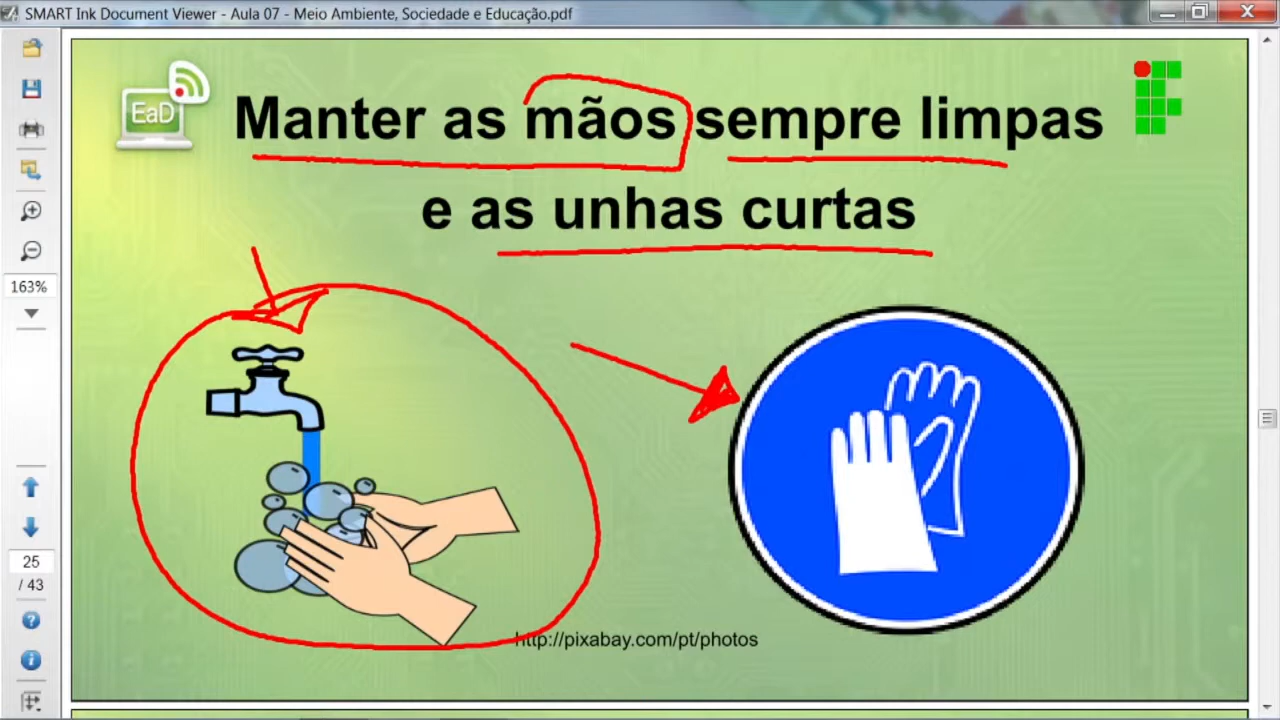 SMART Ink Document Viewer - Aula 07 - Meio Ambiente, Sociedade e Educação.pdf
EaD
Manter as mãos sempre limpas
e as unhas curtas
163%
25
/ 43
http://pixabay.com/pt/photos